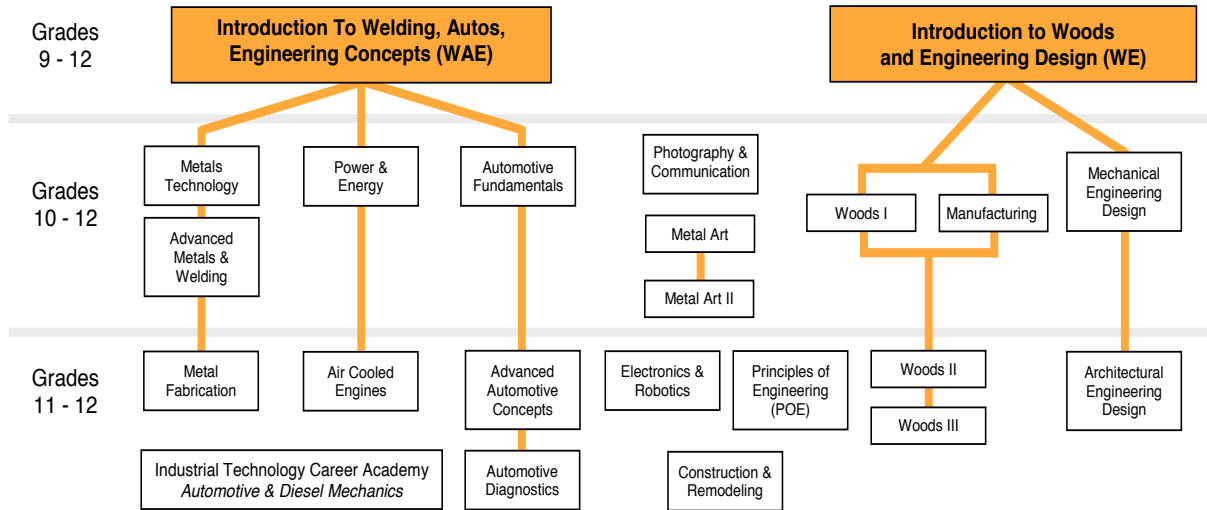 Grades
9 - 12
Introduction To Welding, Autos,
Engineering Concepts (WAE)
Introduction to Woods
and Engineering Design (WE)
Grades
10 - 12
Metals
Technology
Power &
Energy
Automotive
Fundamentals
Photography &
Communication
Mechanical
Engineering
Design
Woods I
Manufacturing
Advanced
Metals &
Welding
Metal Art
Metal Art II
Grades
11 - 12
Metal
Fabrication
Air Cooled
Engines
Advanced
Automotive
Concepts
Electronics &
Robotics
Principles of
Engineering
(POE)
Woods II
Woods III
Architectural
Engineering
Design
Industrial Technology Career Academy
Automotive & Diesel Mechanics
Automotive
Diagnostics
Construction &
Remodeling